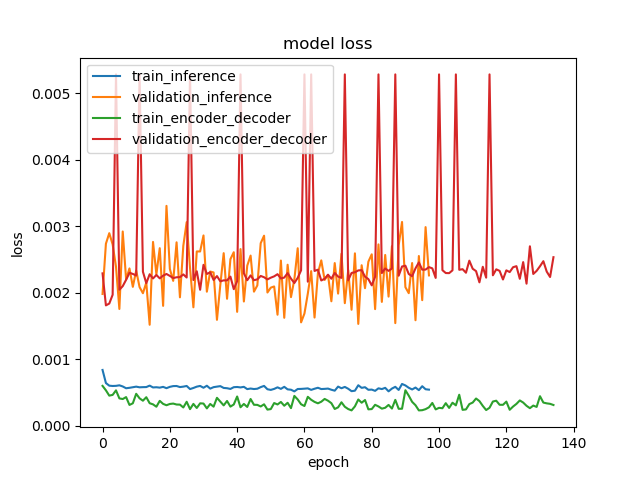 model loss
train_inference
validation_inference
train_encoder_decoder
validation_encoder_decoder
0.005
0.004
0.003
0.002
0.001
0.000
loss
0 20 40 60 80 100 120 140
epoch